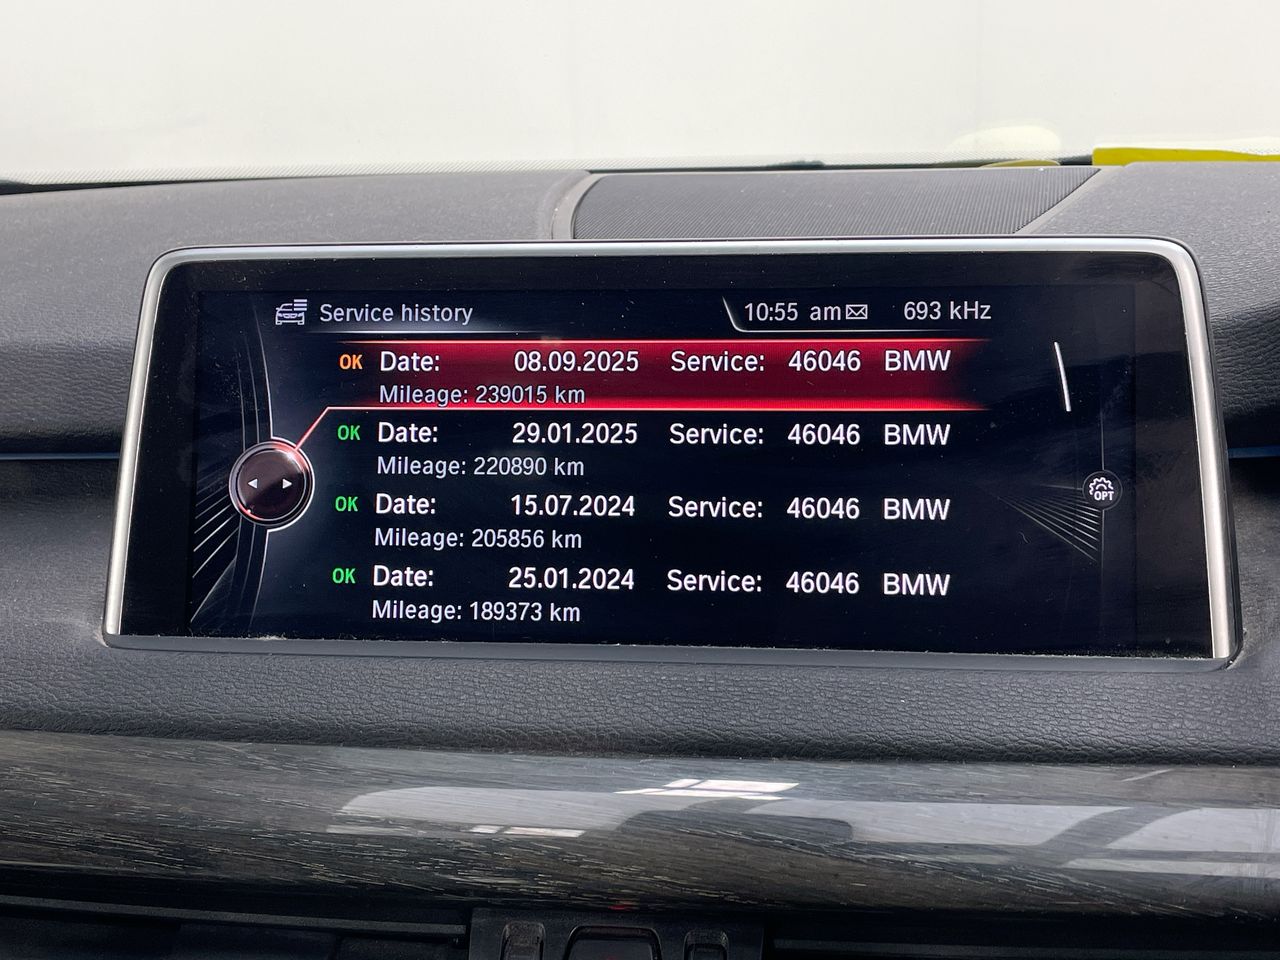 Service history 10:55 am 693 kHz
OK Date: 08.09.2025 Service: 46046 BMW
Mileage: 239015 km
OK Date: 29.01.2025 Service: 46046 BMW
Mileage: 220890 km
OK Date: 15.07.2024 Service: 46046 BMW
Mileage: 205856 km
OK Date: 25.01.2024 Service: 46046 BMW
Mileage: 189373 km
OPT